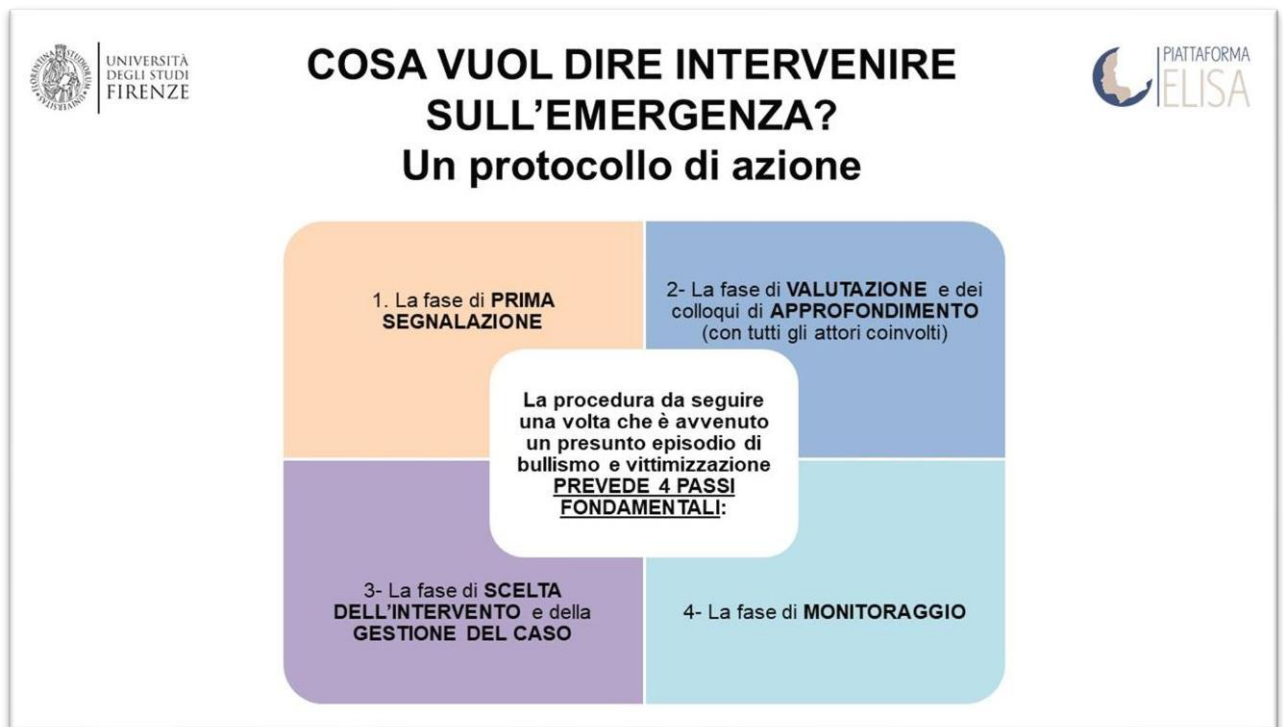 UNIVERSITÀ
DEGLI STUDI
FIRENZE
COSA VUOL DIRE INTERVENIRE
SULL’EMERGENZA?
Un protocollo di azione
PIATTAFORMA
ELISA
1. La fase di PRIMA
SEGNALAZIONE
2- La fase di VALUTAZIONE e dei
colloqui di APPROFONDIMENTO
(con tutti gli attori coinvolti)
La procedura da seguire
una volta che è avvenuto
un presunto episodio di
bullismo e vittimizzazione
PREVEDE 4 PASSI
FONDAMENTALI:
3- La fase di SCELTA
DELL’INTERVENTO e della
GESTIONE DEL CASO
4- La fase di MONITORAGGIO